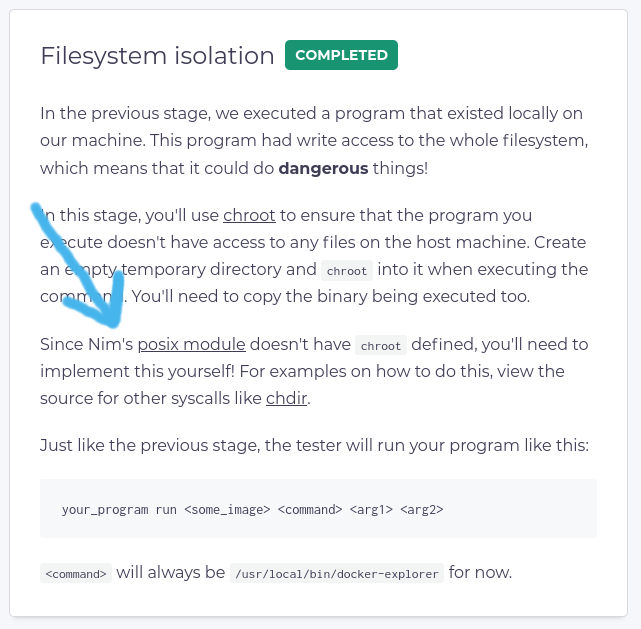 Filesystem isolation COMPLETED
In the previous stage, we executed a program that existed locally on
our machine. This program had write access to the whole filesystem,
which means that it could do dangerous things!
In this stage, you'll use chroot to ensure that the program you
execute doesn't have access to any files on the host machine. Create
an empty temporary directory and chroot into it when executing the
command. You'll need to copy the binary being executed too.
Since Nim's posix module doesn't have chroot defined, you'll need to
implement this yourself! For examples on how to do this, view the
source for other syscalls like chdir.
Just like the previous stage, the tester will run your program like this:
your_program run <some_image> <command> <arg1> <arg2>
<command> will always be /usr/local/bin/docker-explorer for now.